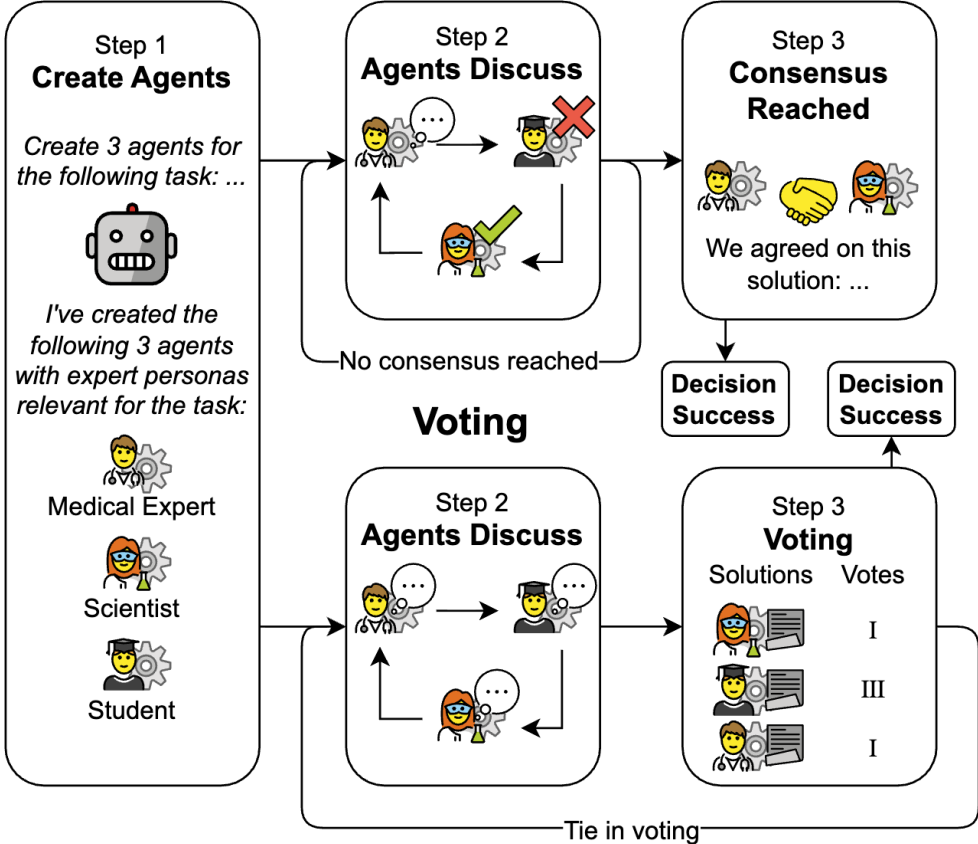 Step 1
Create Agents
Create 3 agents for
the following task: ...
I've created the
following 3 agents
with expert personas
relevant for the task:
Medical Expert
Scientist
Student
Step 2
Agents Discuss
No consensus reached
Step 3
Consensus
Reached
We agreed on this
solution: ...
Decision
Success
Decision
Success
Voting
Step 2
Agents Discuss
Step 3
Voting
Solutions Votes
I
III
I
Tie in voting